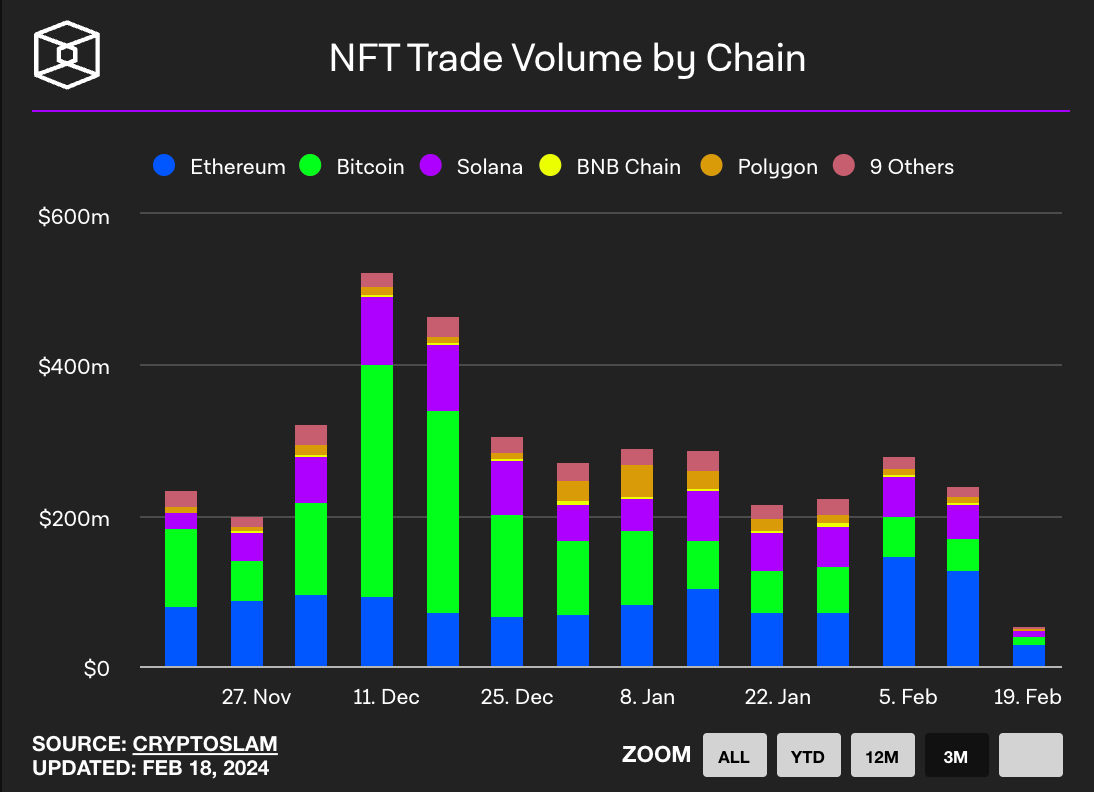 NFT Trade Volume by Chain
Ethereum Bitcoin Solana BNB Chain Polygon 9 Others
$600m
$400m
$200m
$0
27. Nov 11. Dec 25. Dec 8. Jan 22. Jan 5. Feb 19. Feb
SOURCE: CRYPTOSLAM
UPDATED: FEB 18, 2024
ZOOM ALL YTD 12M 3M